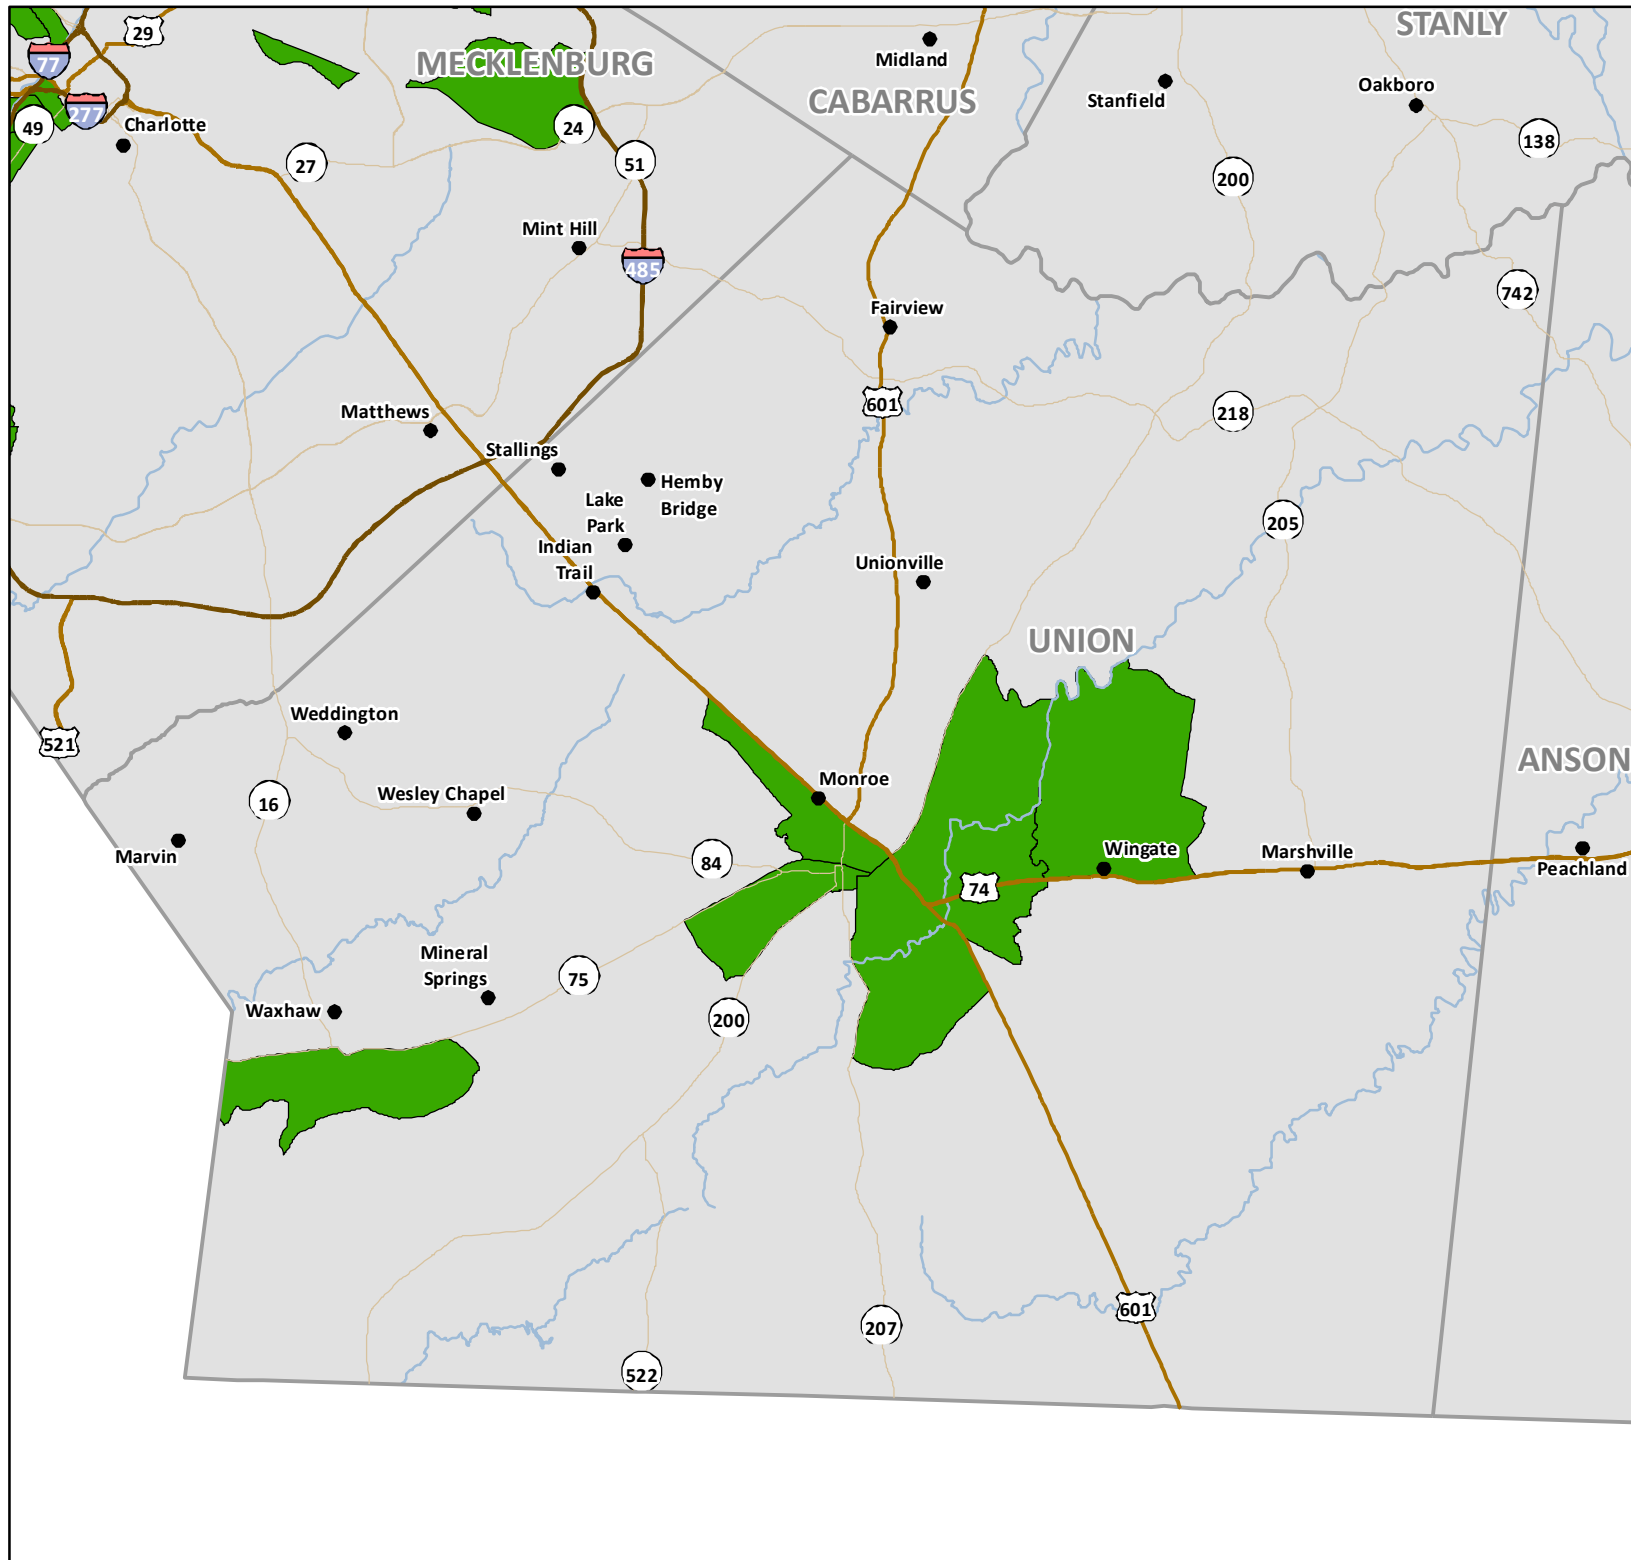 29
STANLY
77
MECKLENBURG
Midland
Stanfield
Oakboro
CABARRUS
277
49
Charlotte
24
138
27
51
200
Mint Hill
485
742
Fairview
601
218
Matthews
Stallings
Hemby
Bridge
Lake
Park
205
Indian
Trail
Unionville
UNION
Weddington
521
ANSON
Monroe
Wesley Chapel
16
Marvin
84
Wingate
Marshville
Peachland
74
Mineral
Springs
75
Waxhaw
200
601
207
522